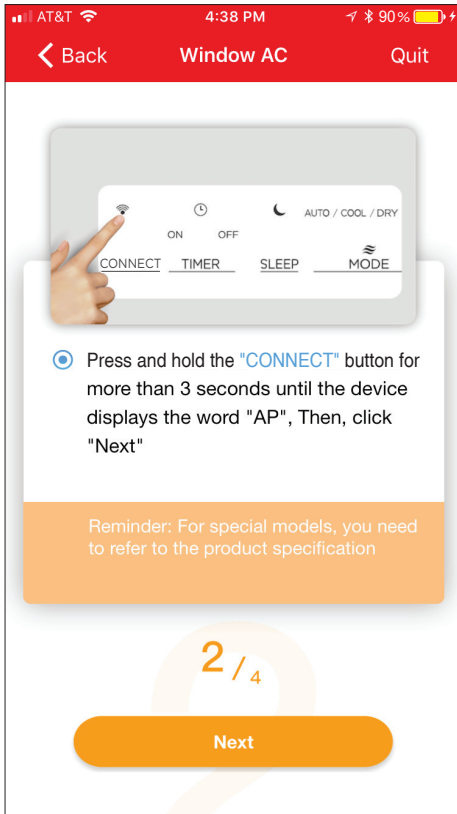 AT&T 4:38 PM 90%
Back Window AC Quit
AUTO / COOL / DRY
ON OFF
CONNECT TIMER SLEEP MODE
Press and hold the "CONNECT" button for
more than 3 seconds until the device
displays the word "AP", Then, click
"Next"
Reminder: For special models, you need
to refer to the product specification
2/4
Next